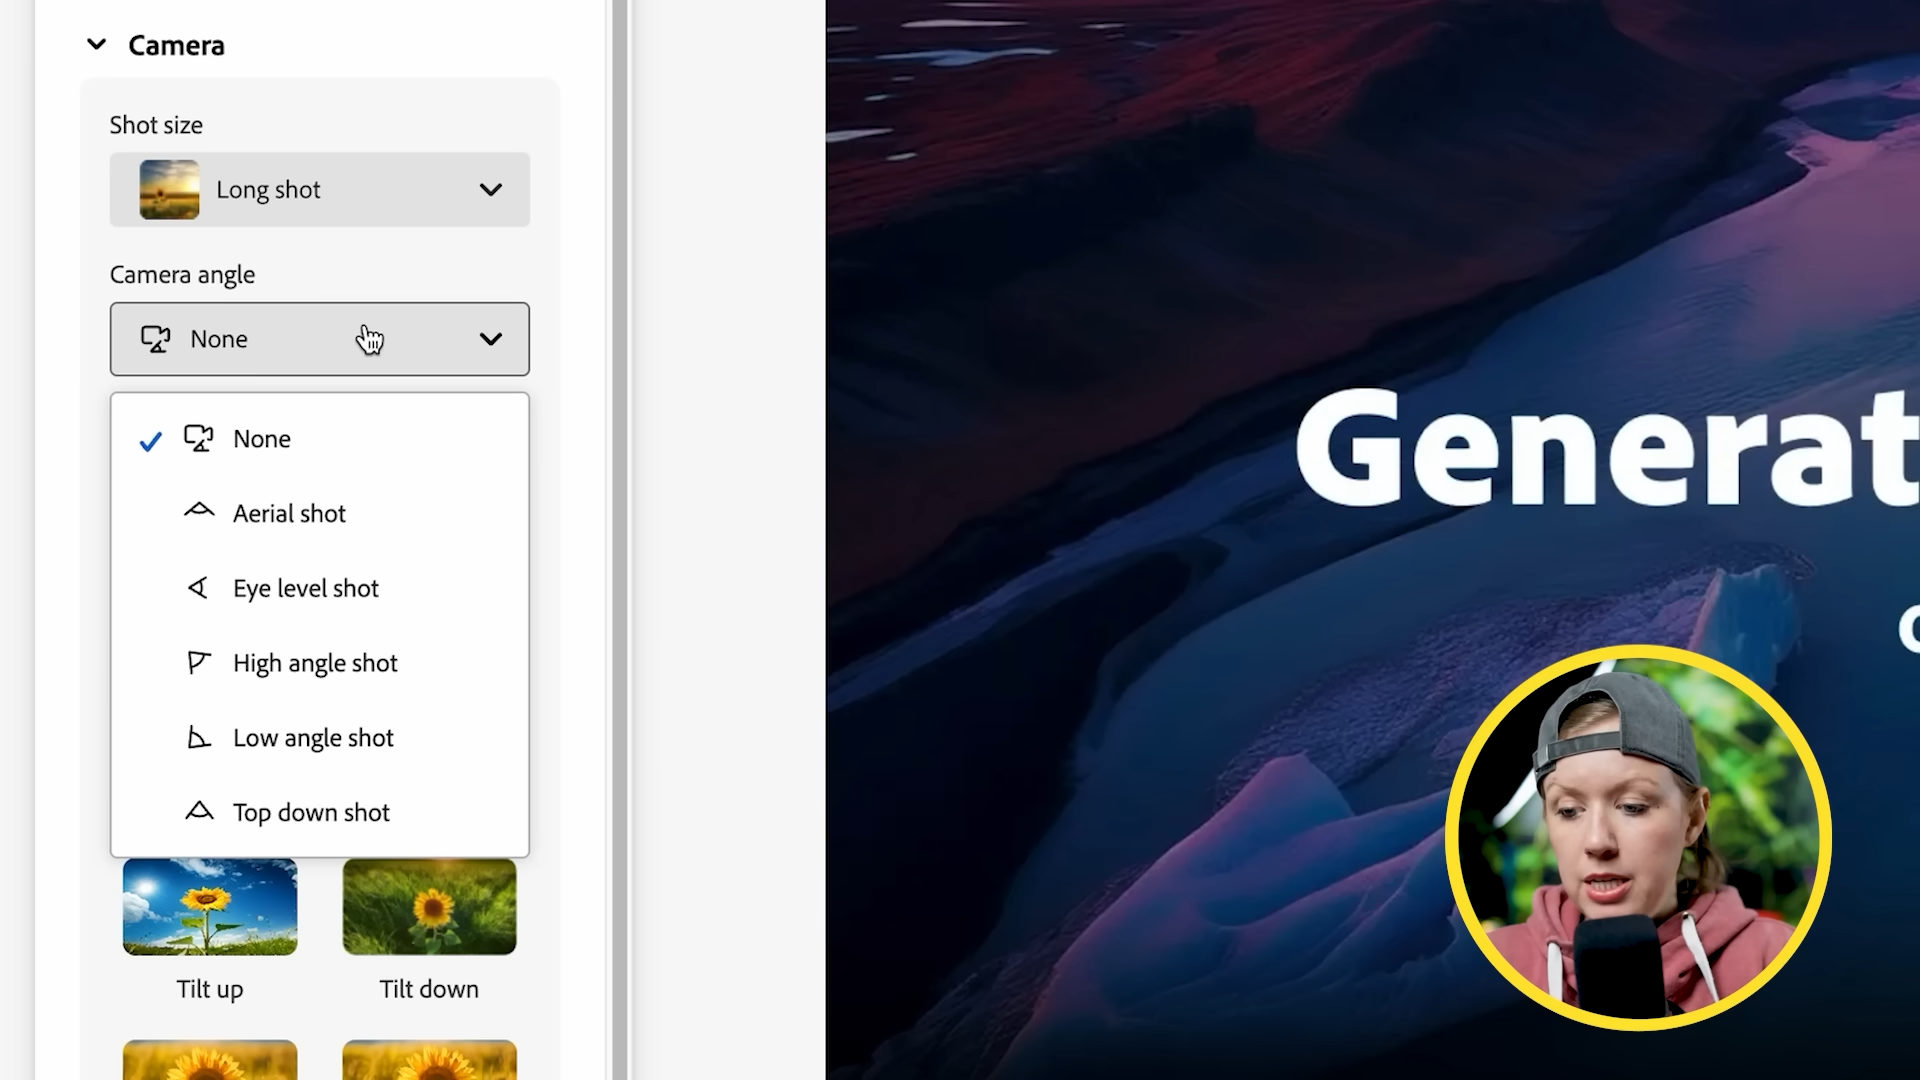 Camera
Shot size
Long shot
Camera angle
None
None
Aerial shot
Eye level shot
High angle shot
Low angle shot
Top down shot
Tilt up
Tilt down
Generat